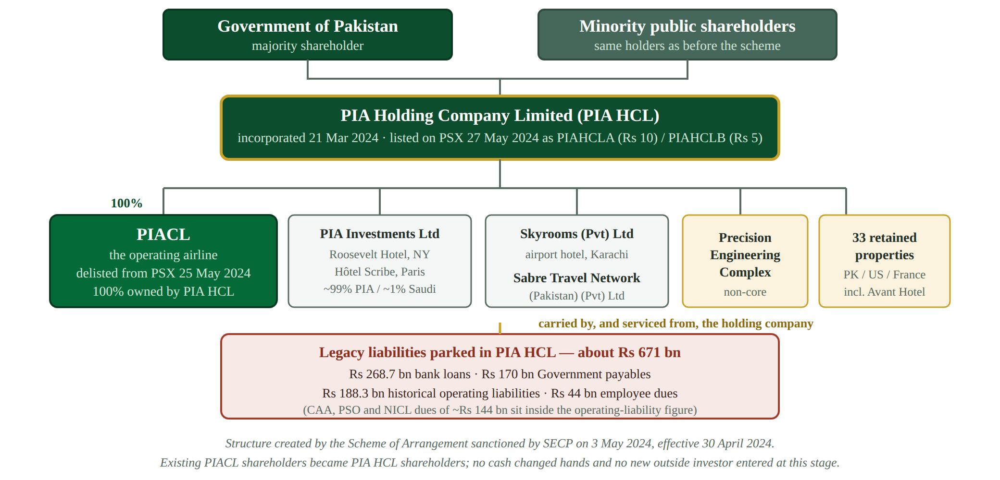 Government of Pakistan
majority shareholder
Minority public shareholders
same holders as before the scheme
PIA Holding Company Limited (PIA HCL)
incorporated 21 Mar 2024 · listed on PSX 27 May 2024 as PIAHCLA (Rs 10) / PIAHCLB (Rs 5)
100%
PIACL
the operating airline
delisted from PSX 25 May 2024
100% owned by PIA HCL
PIA Investments Ltd
Roosevelt Hotel, NY
Hôtel Scribe, Paris
~99% PIA / ~1% Saudi
Skyrooms (Pvt) Ltd
airport hotel, Karachi
Sabre Travel Network
(Pakistan) (Pvt) Ltd
Precision
Engineering
Complex
non-core
33 retained
properties
PK / US / France
incl. Avant Hotel
carried by, and serviced from, the holding company
Legacy liabilities parked in PIA HCL — about Rs 671 bn
Rs 268.7 bn bank loans · Rs 170 bn Government payables
Rs 188.3 bn historical operating liabilities · Rs 44 bn employee dues
(CAA, PSO and NICL dues of ~Rs 144 bn sit inside the operating-liability figure)
Structure created by the Scheme of Arrangement sanctioned by SECP on 3 May 2024, effective 30 April 2024.
Existing PIACL shareholders became PIA HCL shareholders; no cash changed hands and no new outside investor entered at this stage.